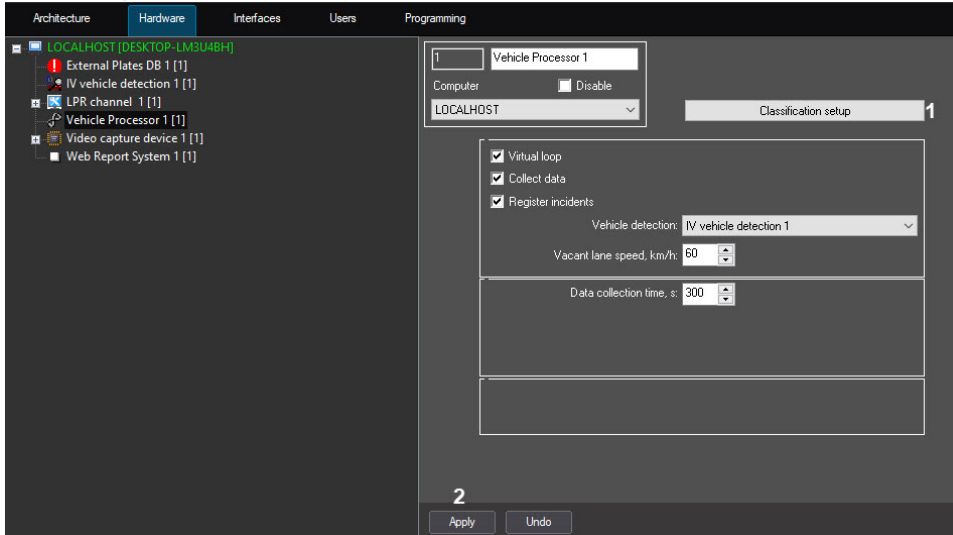 Architecture Hardware Interfaces Users Programming
LOCALHOST [DESKTOP-LM3U4BH]
External Plates DB 1 [1]
IV vehicle detection 1 [1]
LPR channel 1 [1]
Vehicle Processor 1 [1]
Video capture device 1 [1]
Web Report System 1 [1]
1 Vehicle Processor 1
Computer Disable
LOCALHOST
Classification setup 1
Virtual loop
Collect data
Register incidents
Vehicle detection: IV vehicle detection 1
Vacant lane speed, km/h: 60
Data collection time, s: 300
2
Apply Undo